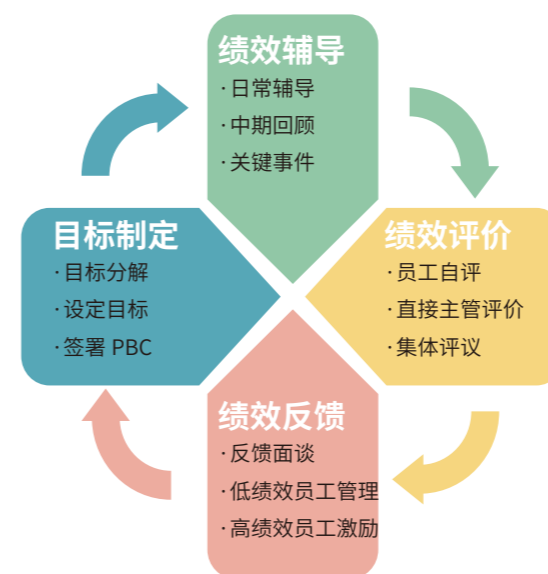 绩效辅导
·日常辅导
·中期回顾
·关键事件
目标制定
·目标分解
·设定目标
·签署 PBC
绩效评价
·员工自评
·直接主管评价
·集体评议
绩效反馈
·反馈面谈
·低绩效员工管理
·高绩效员工激励